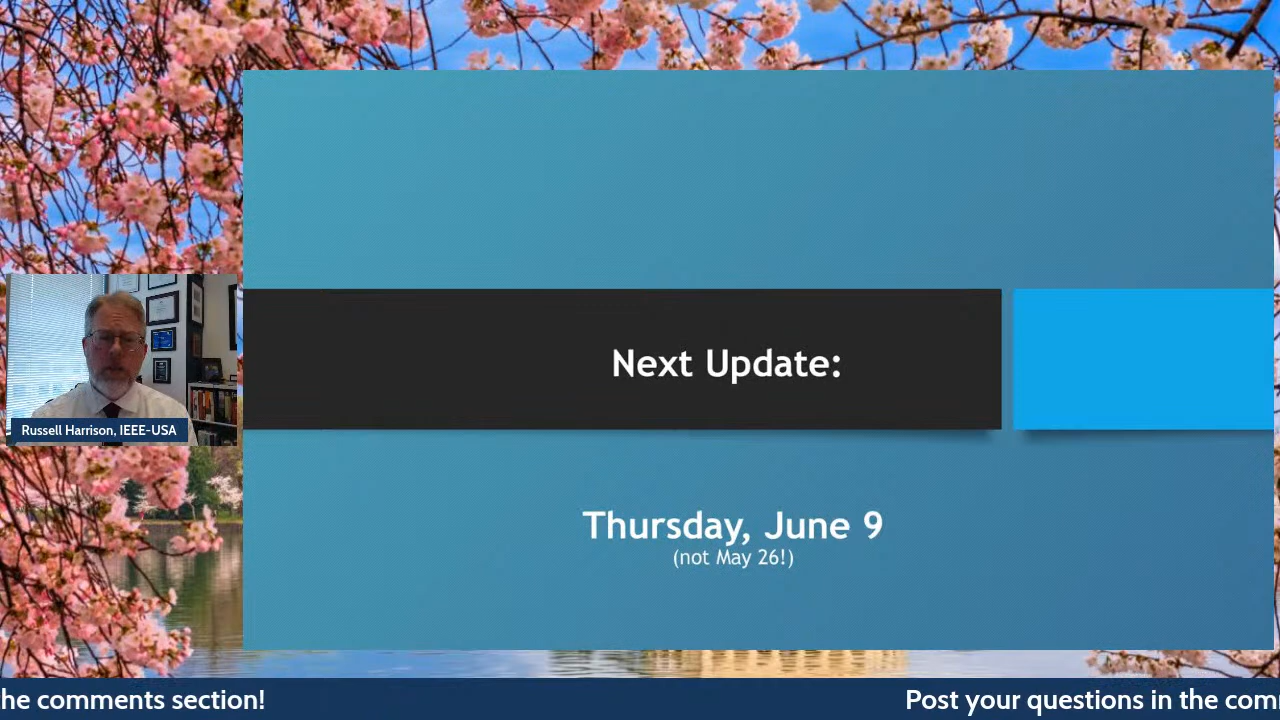 Next Update:
Russell Harrison, IEEE-USA
Thursday, June 9
(not May 26!)
he comments section!
Post your questions in the com